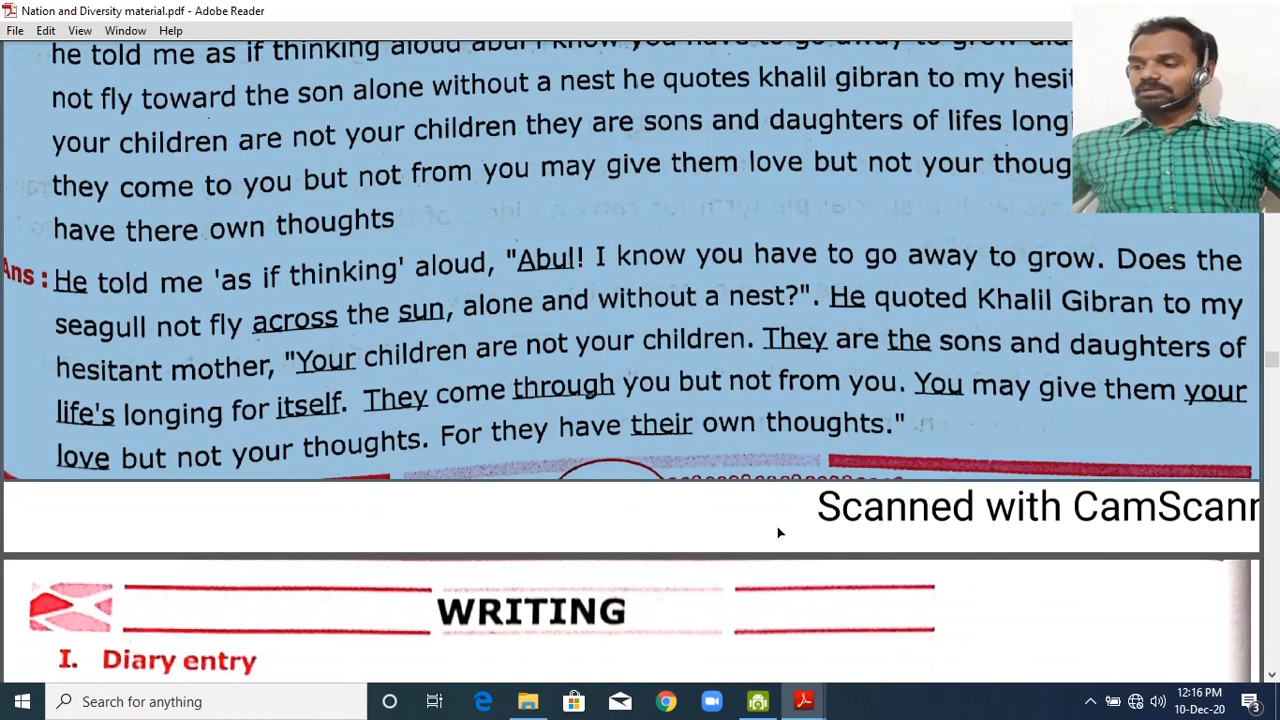 Nation and Diversity material.pdf - Adobe Reader
File Edit View Window Help
he told me as if thinking aloud abul I know you have to go away to grow
not fly toward the son alone without a nest he quotes khalil gibran to my
your children are not your children they are sons and daughters of lifes
they come to you but not from you may give them love but not your
have there own thoughts
Ans : He told me 'as if thinking' aloud, "Abul! I know you have to go away to grow. Does the
seagull not fly across the sun, alone and without a nest?". He quoted Khalil Gibran to my
hesitant mother, "Your children are not your children. They are the sons and daughters of
life's longing for itself. They come through you but not from you. You may give them your
love but not your thoughts. For they have their own thoughts."
Scanned with
WRITING
I. Diary entry
Search for anything
12:16 PM
10-Dec-20
3